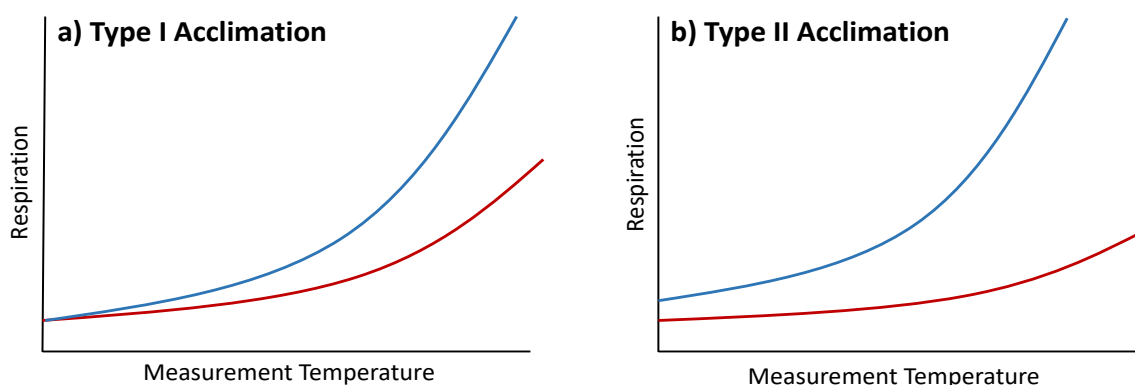 a) Type I Acclimation
Respiration
Measurement Temperature
b) Type II Acclimation
Respiration
Measurement Temperature